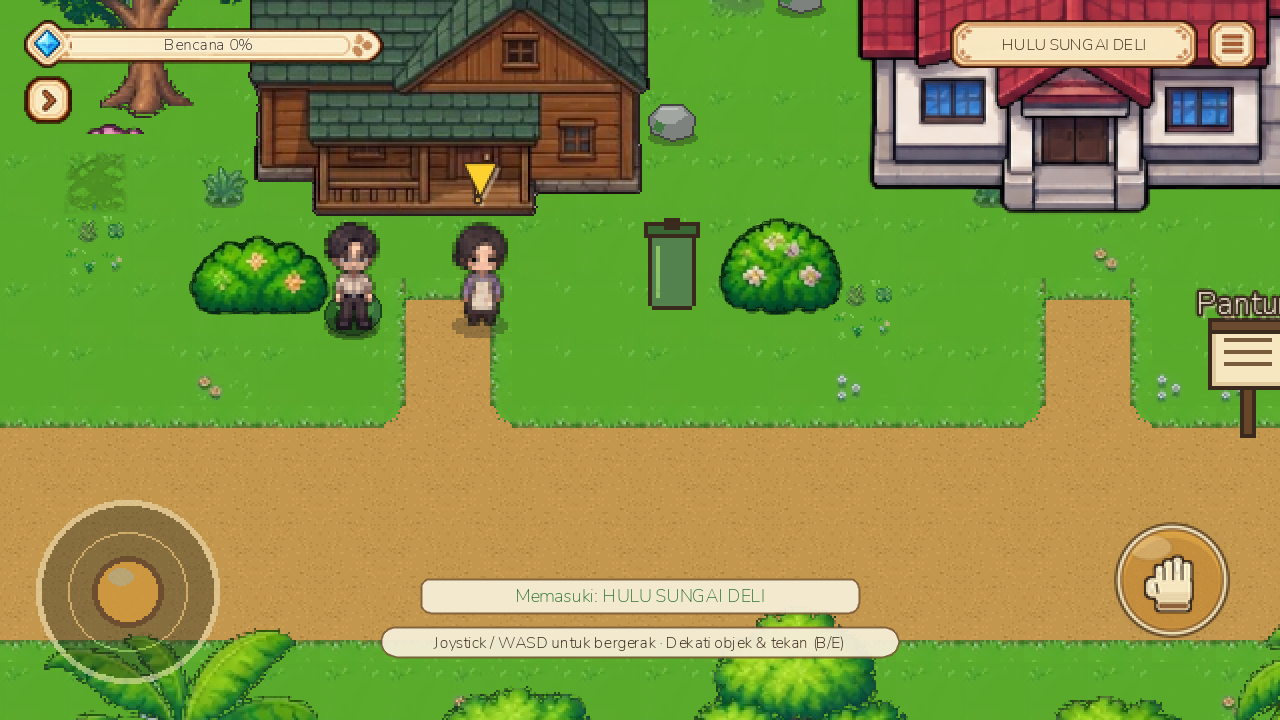 Bencana 0%
HULU SUNGAI DELI
Memasuki: HULU SUNGAI DELI
Joystick / WASD untuk bergerak · Dekati objek & tekan (B/E)